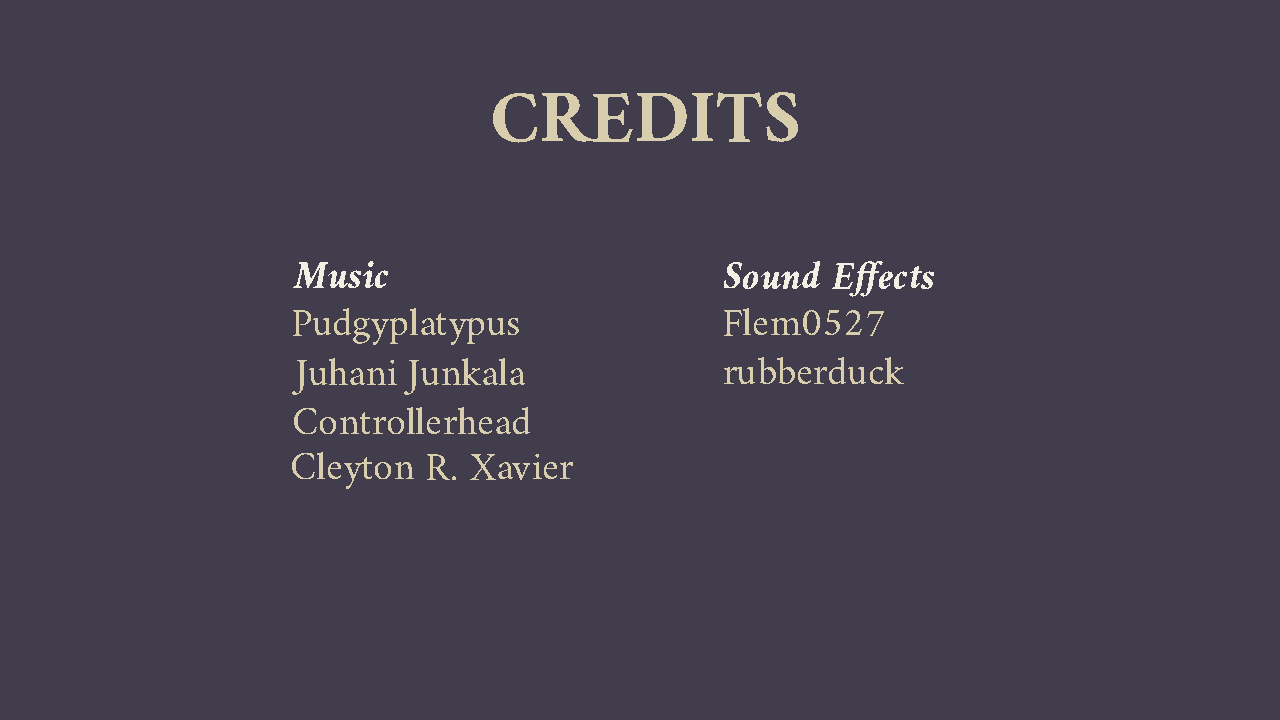 CREDITS
Music
Pudgyplatypus
Juhani Junkala
Controllerhead
Cleyton R. Xavier
Sound Effects
Flem0527
rubberduck